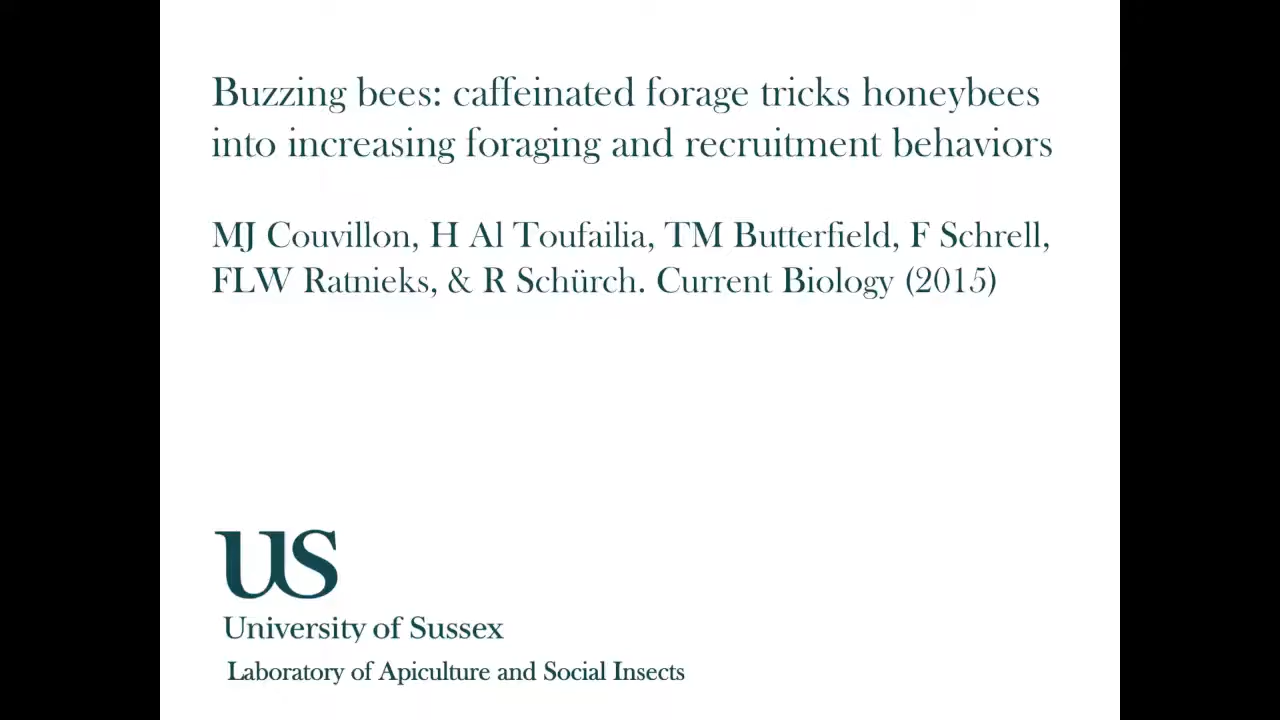 Buzzing bees: caffeinated forage tricks honeybees
into increasing foraging and recruitment behaviors
MJ Couvillon, H Al Toufailia, TM Butterfield, F Schrell,
FLW Ratnieks, & R Schürch. Current Biology (2015)
US
University of Sussex
Laboratory of Apiculture and Social Insects